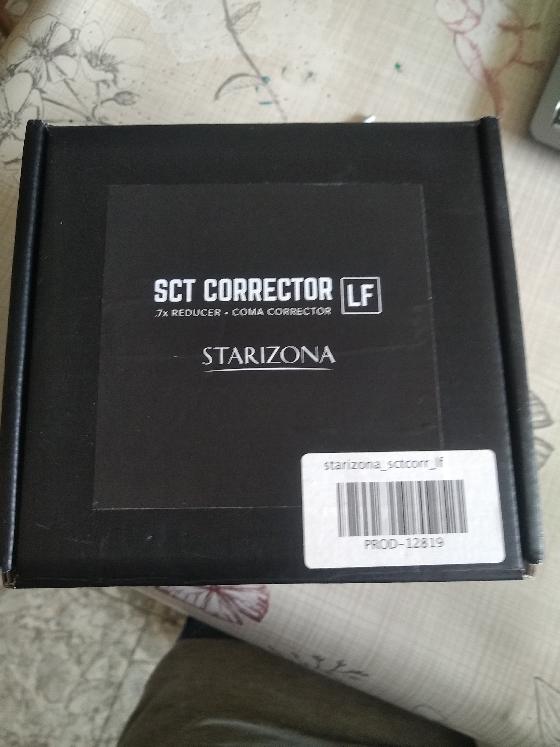 SCT CORRECTOR LF
.7x REDUCER • COMA CORRECTOR
STARIZONA
starizona_sctcorr_lf
PROD-12819